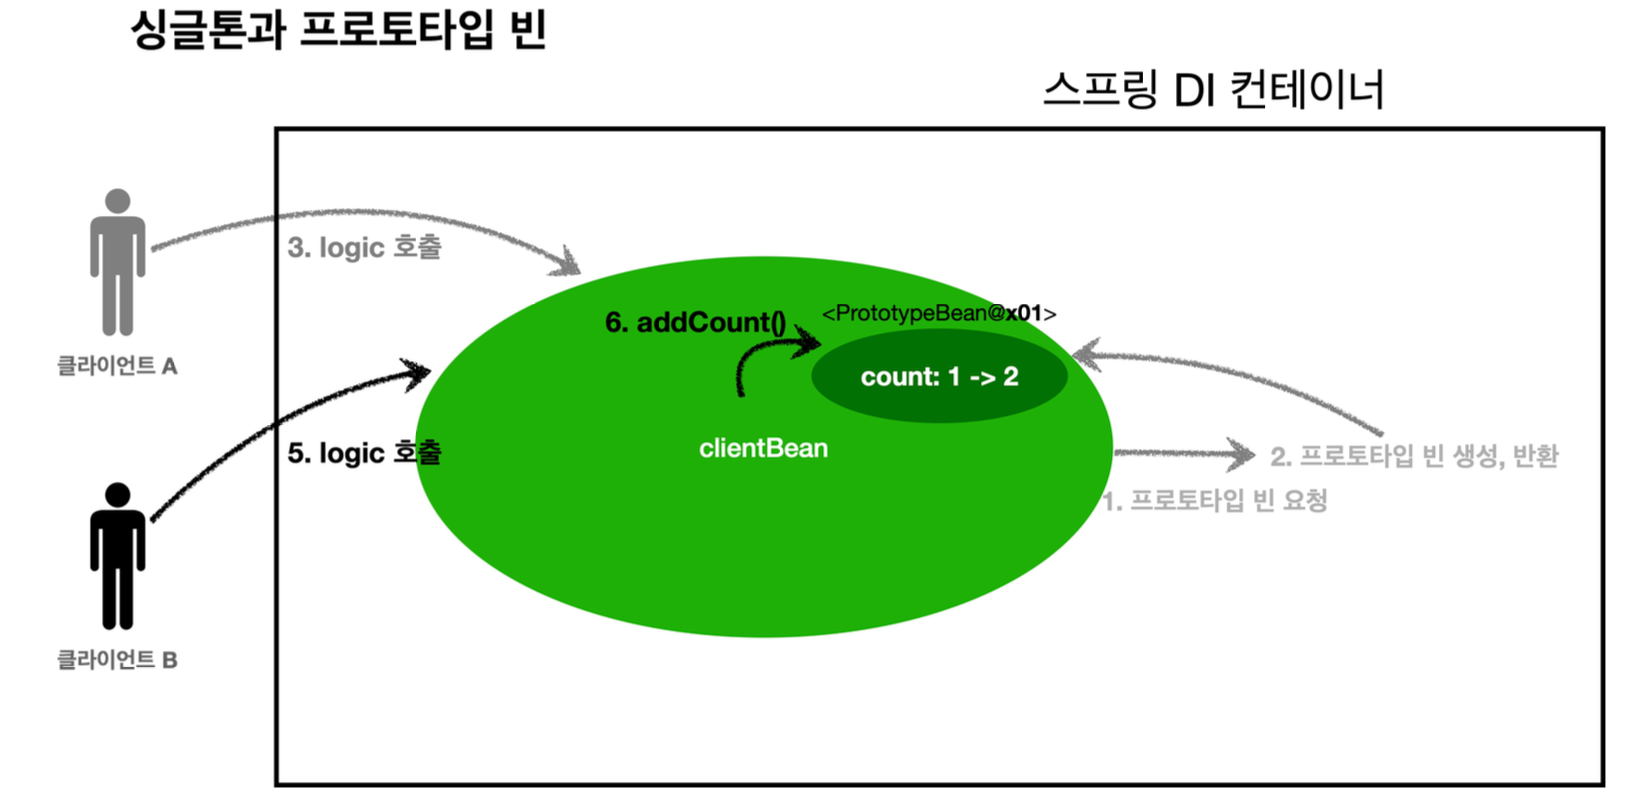 싱글톤과 프로토타입 빈
스프링 DI 컨테이너
3. logic 호출
클라이언트 A
6. addCount()
<PrototypeBean@x01>
count: 1 -> 2
clientBean
5. logic 호출
2. 프로토타입 빈 생성, 반환
1. 프로토타입 빈 요청
클라이언트 B